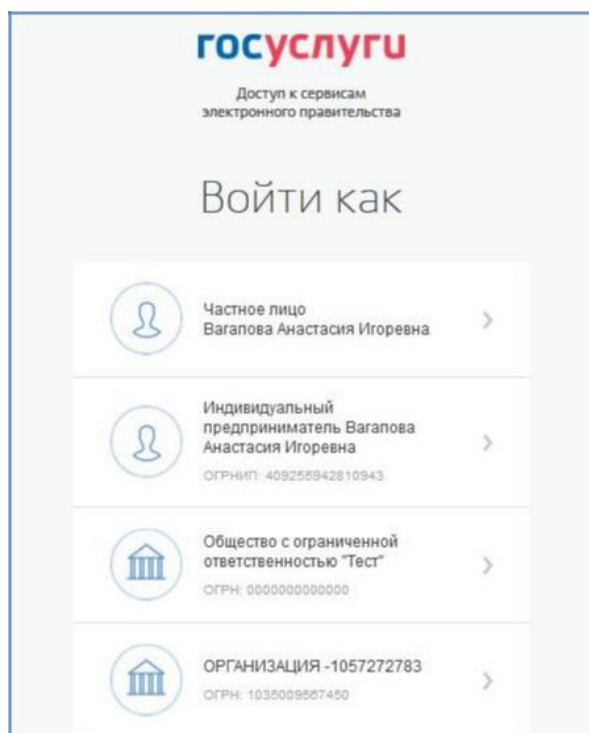 госуслуги
Доступ к сервисам
электронного правительства
Войти как
Частное лицо
Вагапова Анастасия Игоревна
Индивидуальный
предприниматель Вагапова
Анастасия Игоревна
ОГРНИП: 409255942810943
Общество с ограниченной
ответственностью "Тест"
ОГРН: 0000000000000
ОРГАНИЗАЦИЯ -1057272783
ОГРН: 1035009567450